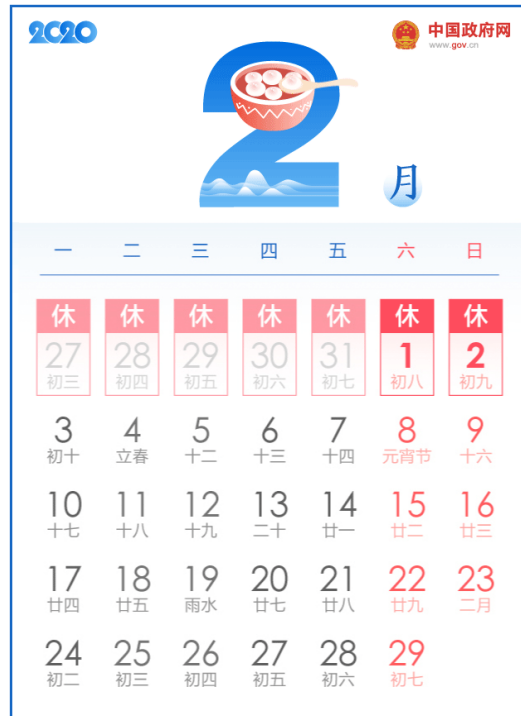 2020
中国政府网
www.gov.cn
2
月
一 二 三 四 五 六 日
休 休 休 休 休 休 休
27 28 29 30 31 1 2
初三 初四 初五 初六 初七 初八 初九
3 4 5 6 7 8 9
初十 立春 十二 十三 十四 元宵节 十六
10 11 12 13 14 15 16
十七 十八 十九 二十 廿一 廿二 廿三
17 18 19 20 21 22 23
廿四 廿五 雨水 廿七 廿八 廿九 二月
24 25 26 27 28 29
初二 初三 初四 初五 初六 初七